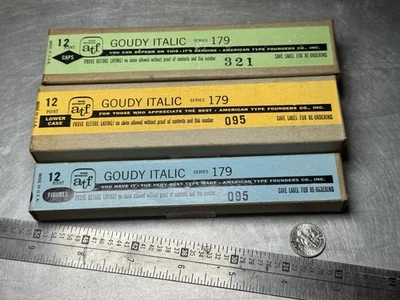 12 POINT atf GOUDY ITALIC SERIES 179
CAPS
YOU CAN DEPEND ON THIS - IT'S GENUINE - AMERICAN TYPE FOUNDERS CO., INC.
PROVE BEFORE LAYING! no claim allowed without proof of contents and this number 321 SAVE LABEL FOR RE-ORDERING
12 POINT atf GOUDY ITALIC SERIES 179
LOWER CASE
FOR THOSE WHO APPRECIATE THE BEST - AMERICAN TYPE FOUNDERS CO., INC.
PROVE BEFORE LAYING! no claim allowed without proof of contents and this number 095 SAVE LABEL FOR RE-ORDERING
12 POINT atf GOUDY ITALIC SERIES 179
FIGURES
YOU HAVE IT - THE VERY BEST TYPE MADE - AMERICAN TYPE FOUNDERS CO., INC.
PROVE BEFORE LAYING! no claim allowed without proof of contents and this number 095 SAVE LABEL FOR RE-ORDERING